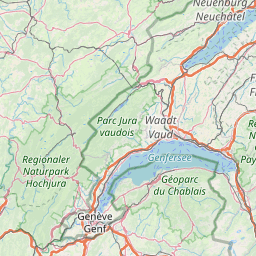 Neuenburg
Neuchâtel
Parc Jura
vaudois
Waadt
Vaud
Genfersee
Regionaler
Naturpark
Hochjura
Géoparc
du Chablais
Genève
Genf